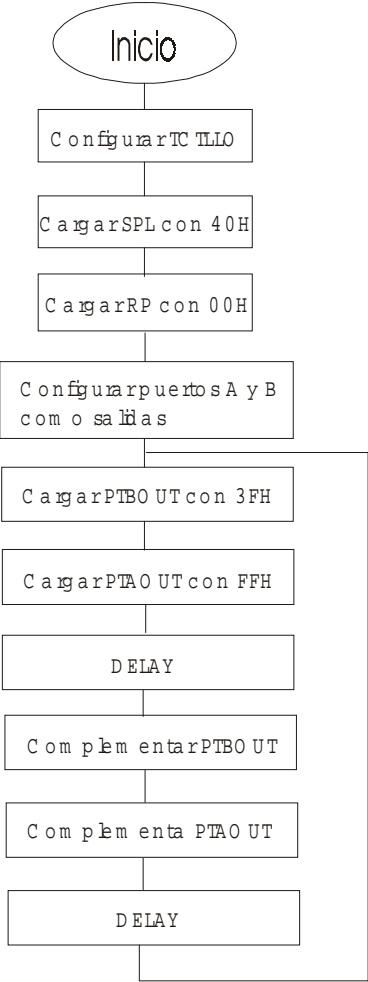 Inicio
Configurar TCTLLO
Cargar SPL con 40H
Cargar RP con 00H
Configurar puertos A y B
como salidas
Cargar PTBOUT con 3FH
Cargar PTAOUT con FFH
DELAY
Complementar PTBOUT
Complementa PTAOUT
DELAY